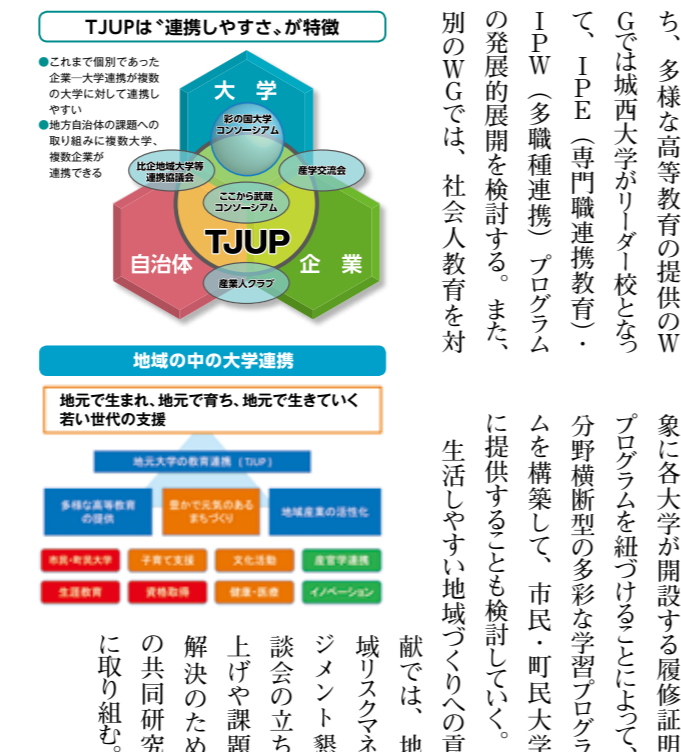 ち、多様な高等教育の提供のW
Gでは城西大学がリーダー校となっ
て、IPE（専門職連携教育）・
IPW（多職種連携）プログラム
の発展的展開を検討する。また、
別のWGでは、社会人教育を対
象に各大学が開設する履修証明
プログラムを紐づけることによって、
分野横断型の多彩な学習プログラ
ムを構築して、市民・町民大学
に提供することも検討していく。
生活しやすい地域づくりへの貢
献では、地
域リスクマネ
ジメント懇
談会の立ち
上げや課題
解決のため
の共同研究
に取り組む。
TJUPは〝連携しやすさ〟が特徴
●これまで個別であった
企業―大学連携が複数
の大学に対して連携し
やすい
●地方自治体の課題への
取り組みに複数大学、
複数企業が
連携できる
大　学
彩の国大学
コンソーシアム
比企地域大学等
連携協議会
産学交流会
ここから武蔵
コンソーシアム
TJUP
自治体
企　業
産業人クラブ
地域の中の大学連携
地元で生まれ、地元で育ち、地元で生きていく
若い世代の支援
地元大学の教育連携（TJUP）
多様な高等教育
の提供
豊かで元気のある
まちづくり
地域産業の活性化
市民・町民大学
子育て支援
文化活動
産官学連携
生涯教育
資格取得
健康・医療
イノベーション